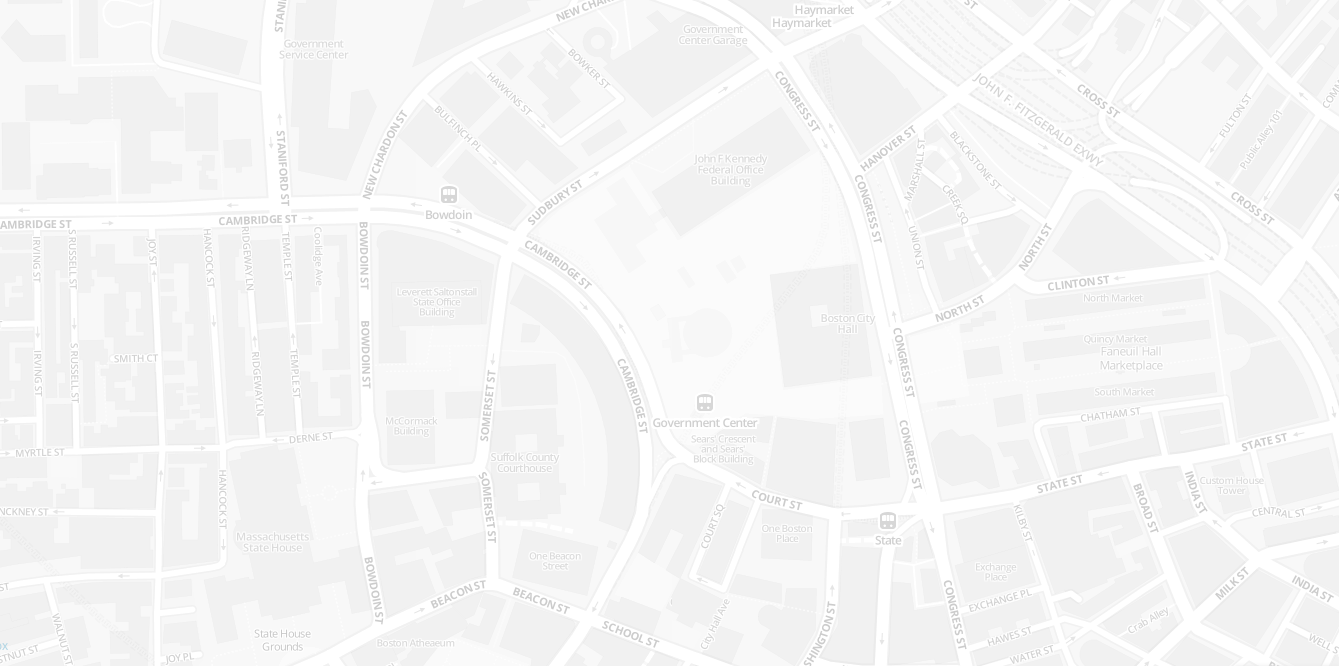 NEW CHAR
Haymarket
Haymarket
Government
Center Garage
Government
Service Center
BOWKER ST
HAWKINS ST
BULFINCH PL
CONGRESS ST
JOHN F. FITZGERALD EXWY
CROSS ST
FULTON ST
Public Alley 101
STANIFORD ST
NEW CHARDON ST
John F Kennedy
Federal Office
Building
HANOVER ST
MARSHALL ST
BLACKSTONE ST
CREEK SQ
SUDBURY ST
CONGRESS ST
CROSS ST
Bowdoin
AMBRIDGE ST
CAMBRIDGE ST
CAMBRIDGE ST
IRVING ST
S RUSSELL ST
JOY ST
HANCOCK ST
RIDGEWAY LN
TEMPLE ST
Coolidge Ave
BOWDOIN ST
UNION ST
NORTH ST
CLINTON ST
North Market
NORTH ST
Leverett Saltonstall
State Office
Building
Boston City
Hall
Quincy Market
Faneuil Hall
Marketplace
South Market
IRVING ST
S RUSSELL ST
SMITH CT
RIDGEWAY LN
TEMPLE ST
BOWDOIN ST
SOMERSET ST
CAMBRIDGE ST
CONGRESS ST
CHATHAM ST
McCormack
Building
Government Center
Sears' Crescent
and Sears'
Block Building
CONGRESS ST
STATE ST
DERNE ST
MYRTLE ST
Suffolk County
Courthouse
HANCOCK ST
SOMERSET ST
COURT ST
STATE ST
INDIA ST
Custom House
Tower
BROAD ST
CENTRAL ST
NCKNEY ST
Massachusetts
State House
COURT SQ
One Boston
Place
State
KILBY ST
One Beacon
Street
Exchange
Place
BOWDOIN ST
BEACON ST
BEACON ST
CONGRESS ST
EXCHANGE PL
MILK ST
INDIA ST
WALNUT ST
State House
Grounds
Boston Atheaeum
SCHOOL ST
City Hall Ave
SHINGTON ST
HAWES ST
Crab Alley
WATER ST
WELL S
STNUT ST
JOY PL